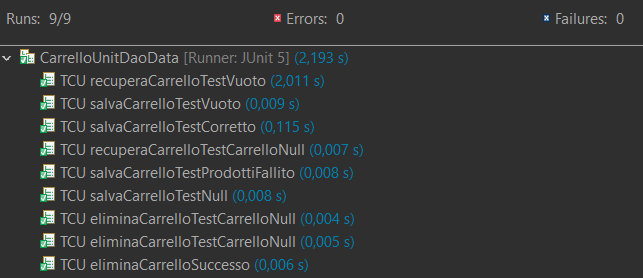 Runs: 9/9 Errors: 0 Failures: 0
CarrelloUnitDaoData [Runner: JUnit 5] (2,193 s)
TCU recuperaCarrelloTestVuoto (2,011 s)
TCU salvaCarrelloTestVuoto (0,009 s)
TCU salvaCarrelloTestCorretto (0,115 s)
TCU recuperaCarrelloTestCarrelloNull (0,007 s)
TCU salvaCarrelloTestProdottiFallito (0,008 s)
TCU salvaCarrelloTestNull (0,008 s)
TCU eliminaCarrelloTestCarrelloNull (0,004 s)
TCU eliminaCarrelloTestCarrelloNull (0,005 s)
TCU eliminaCarrelloSuccesso (0,006 s)